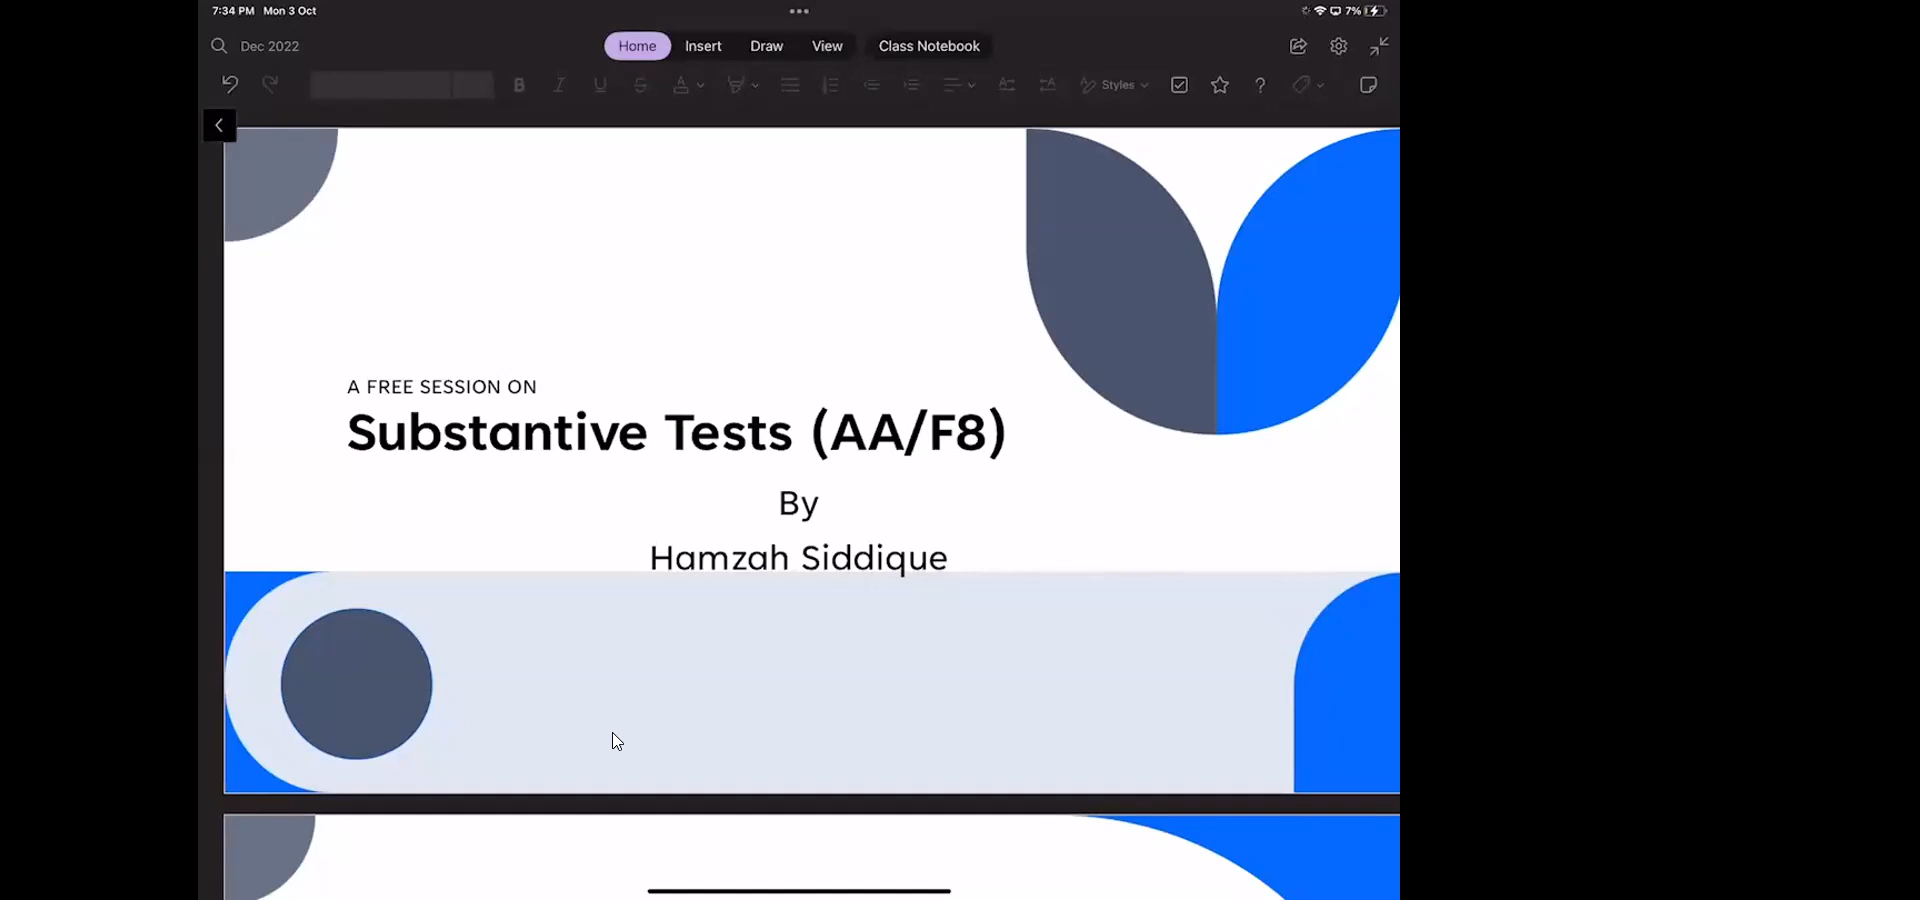 7:34 PM Mon 3 Oct
7%
Dec 2022
Home Insert Draw View Class Notebook
B I U S A Styles ?
A FREE SESSION ON
Substantive Tests (AA/F8)
By
Hamzah Siddique